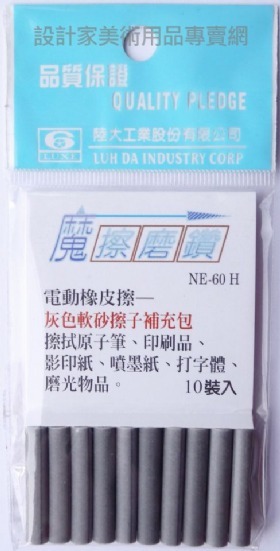 設計家美術用品專賣網
品質保證
QUALITY PLEDGE
6
LUXI
陸大工業股份有限公司
LUH DA INDUSTRY CORP
魔擦磨鑽
NE-60 H
電動橡皮擦—
灰色軟砂擦子補充包
擦拭原子筆、印刷品、
影印紙、噴墨紙、打字體、
磨光物品。
10裝入